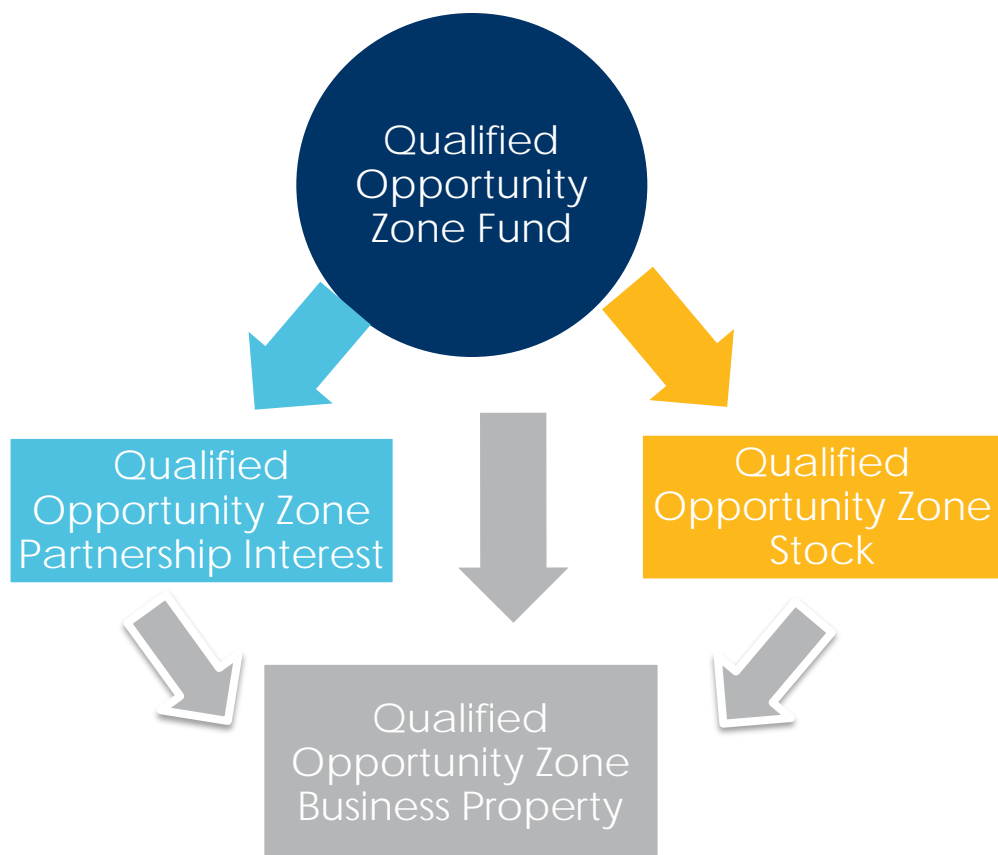 Qualified
Opportunity
Zone Fund
Qualified
Opportunity Zone
Partnership Interest
Qualified
Opportunity Zone
Stock
Qualified
Opportunity Zone
Business Property